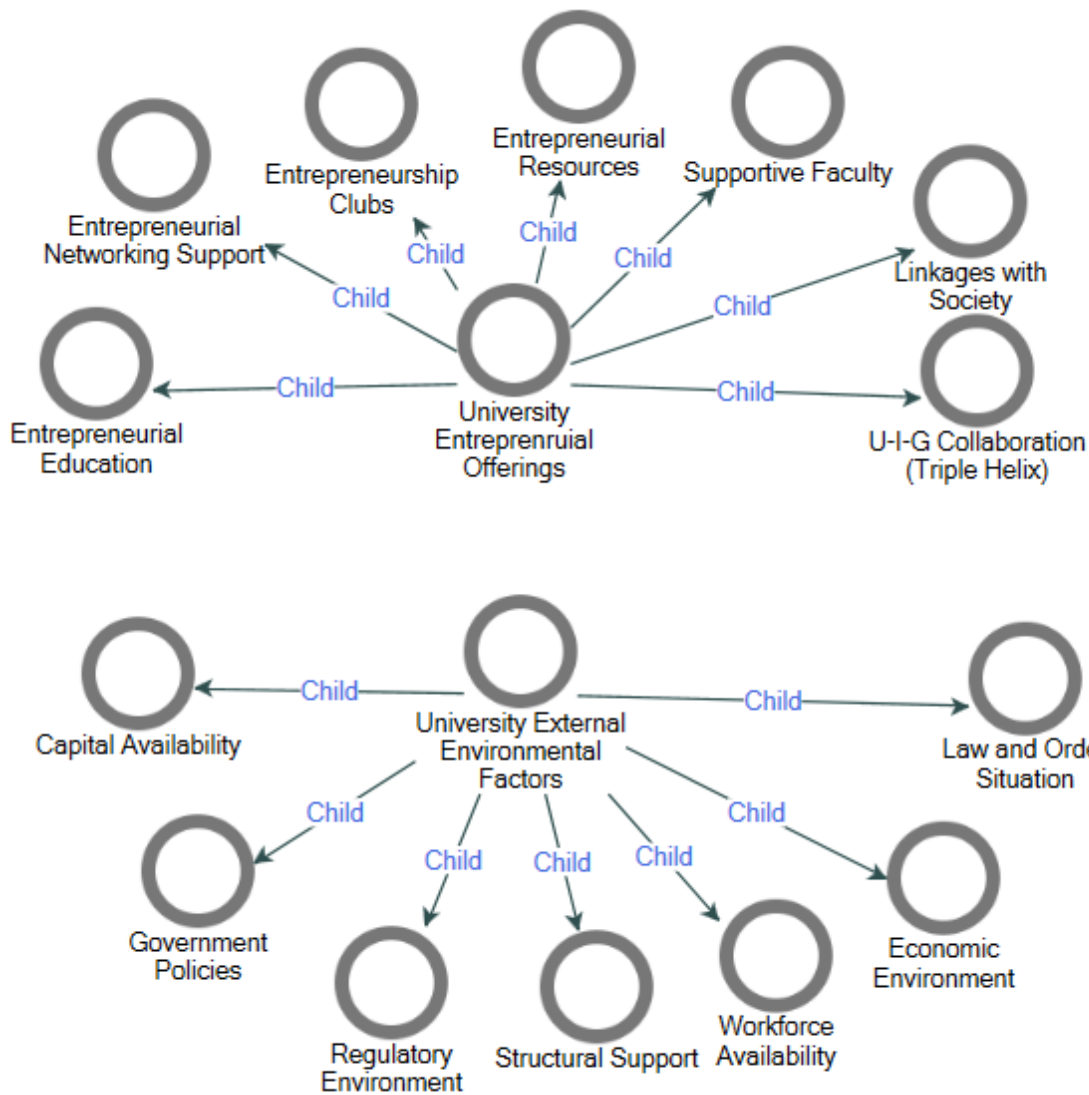 Entrepreneurial
Resources
Entrepreneurship
Clubs
Supportive Faculty
Entrepreneurial
Networking Support
Linkages with
Society
Child
Child
Child
Child
Child
Child
Child
Entrepreneurial
Education
University
Entreprenruial
Offerings
U-I-G Collaboration
(Triple Helix)
Child
Child
Capital Availability
University External
Environmental
Factors
Law and Orde
Situation
Child
Child
Child
Child
Child
Government
Policies
Economic
Environment
Regulatory
Environment
Structural Support
Workforce
Availability